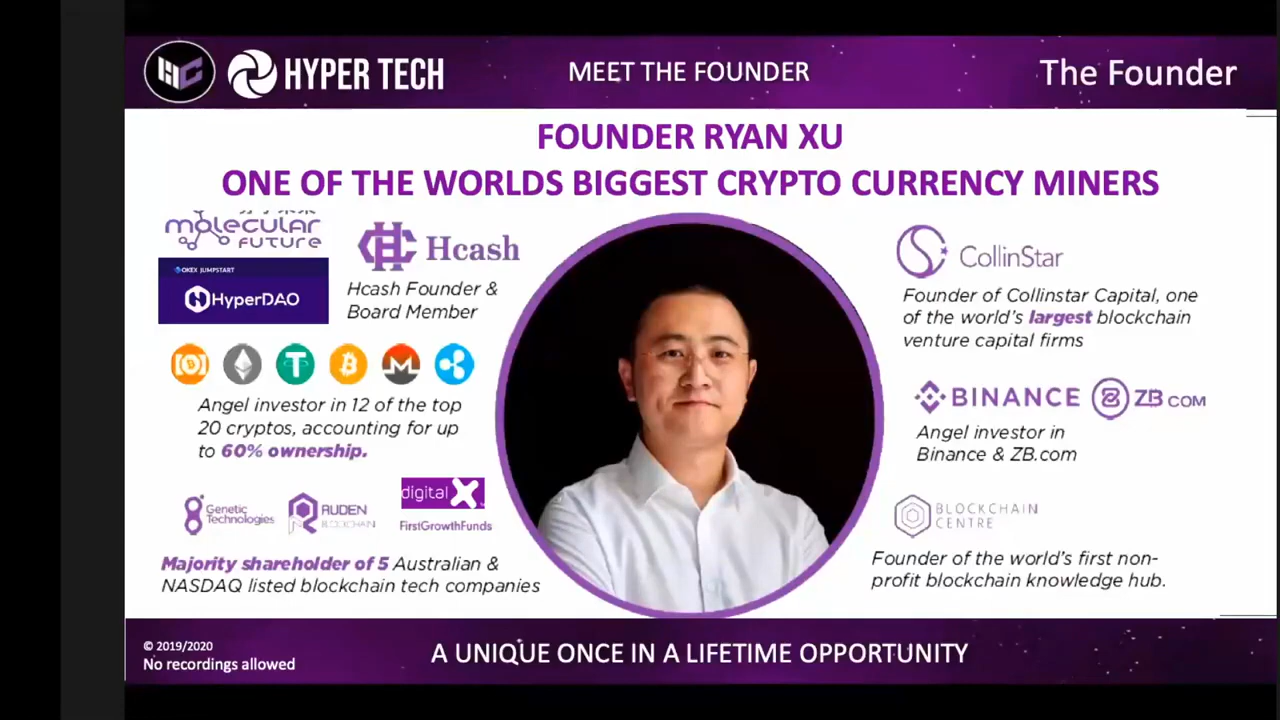 HYPER TECH
MEET THE FOUNDER
The Founder
FOUNDER RYAN XU
ONE OF THE WORLDS BIGGEST CRYPTO CURRENCY MINERS
molecular
FUTURE
OKEX JUMPSTART
HyperDAO
Hcash
Hcash Founder &
Board Member
Angel investor in 12 of the top
20 cryptos, accounting for up
to 60% ownership.
Genetic
Technologies
RUDEN
BLOCKCHAIN
digital X
FirstGrowthFunds
Majority shareholder of 5 Australian &
NASDAQ listed blockchain tech companies
CollinStar
Founder of Collinstar Capital, one
of the world's largest blockchain
venture capital firms
BINANCE ZB.COM
Angel investor in
Binance & ZB.com
BLOCKCHAIN
CENTRE
Founder of the world's first non-
profit blockchain knowledge hub.
© 2019/2020
No recordings allowed
A UNIQUE ONCE IN A LIFETIME OPPORTUNITY